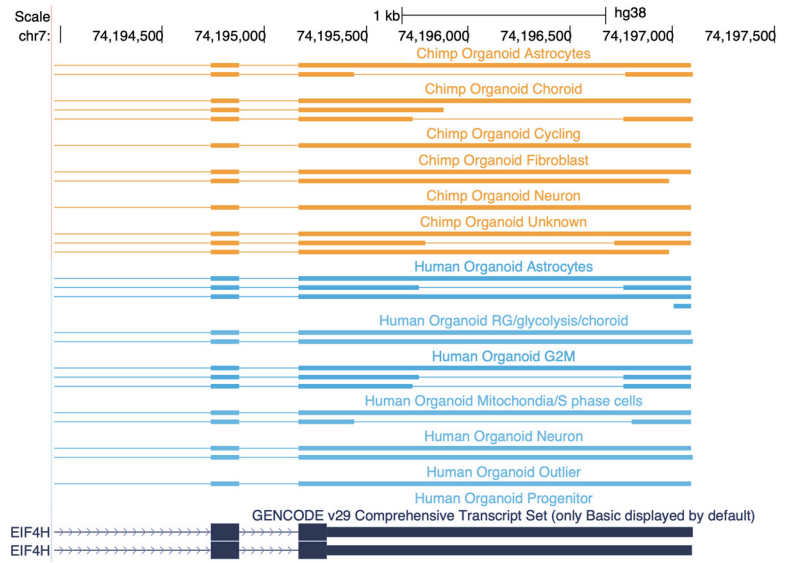 Scale 1 kb hg38
chr7: 74,194,500 74,195,000 74,195,500 74,196,000 74,196,500 74,197,000 74,197,500
Chimp Organoid Astrocytes
Chimp Organoid Choroid
Chimp Organoid Cycling
Chimp Organoid Fibroblast
Chimp Organoid Neuron
Chimp Organoid Unknown
Human Organoid Astrocytes
Human Organoid RG/glycolysis/choroid
Human Organoid G2M
Human Organoid Mitochondia/S phase cells
Human Organoid Neuron
Human Organoid Outlier
Human Organoid Progenitor
GENCODE v29 Comprehensive Transcript Set (only Basic displayed by default)
EIF4H
EIF4H